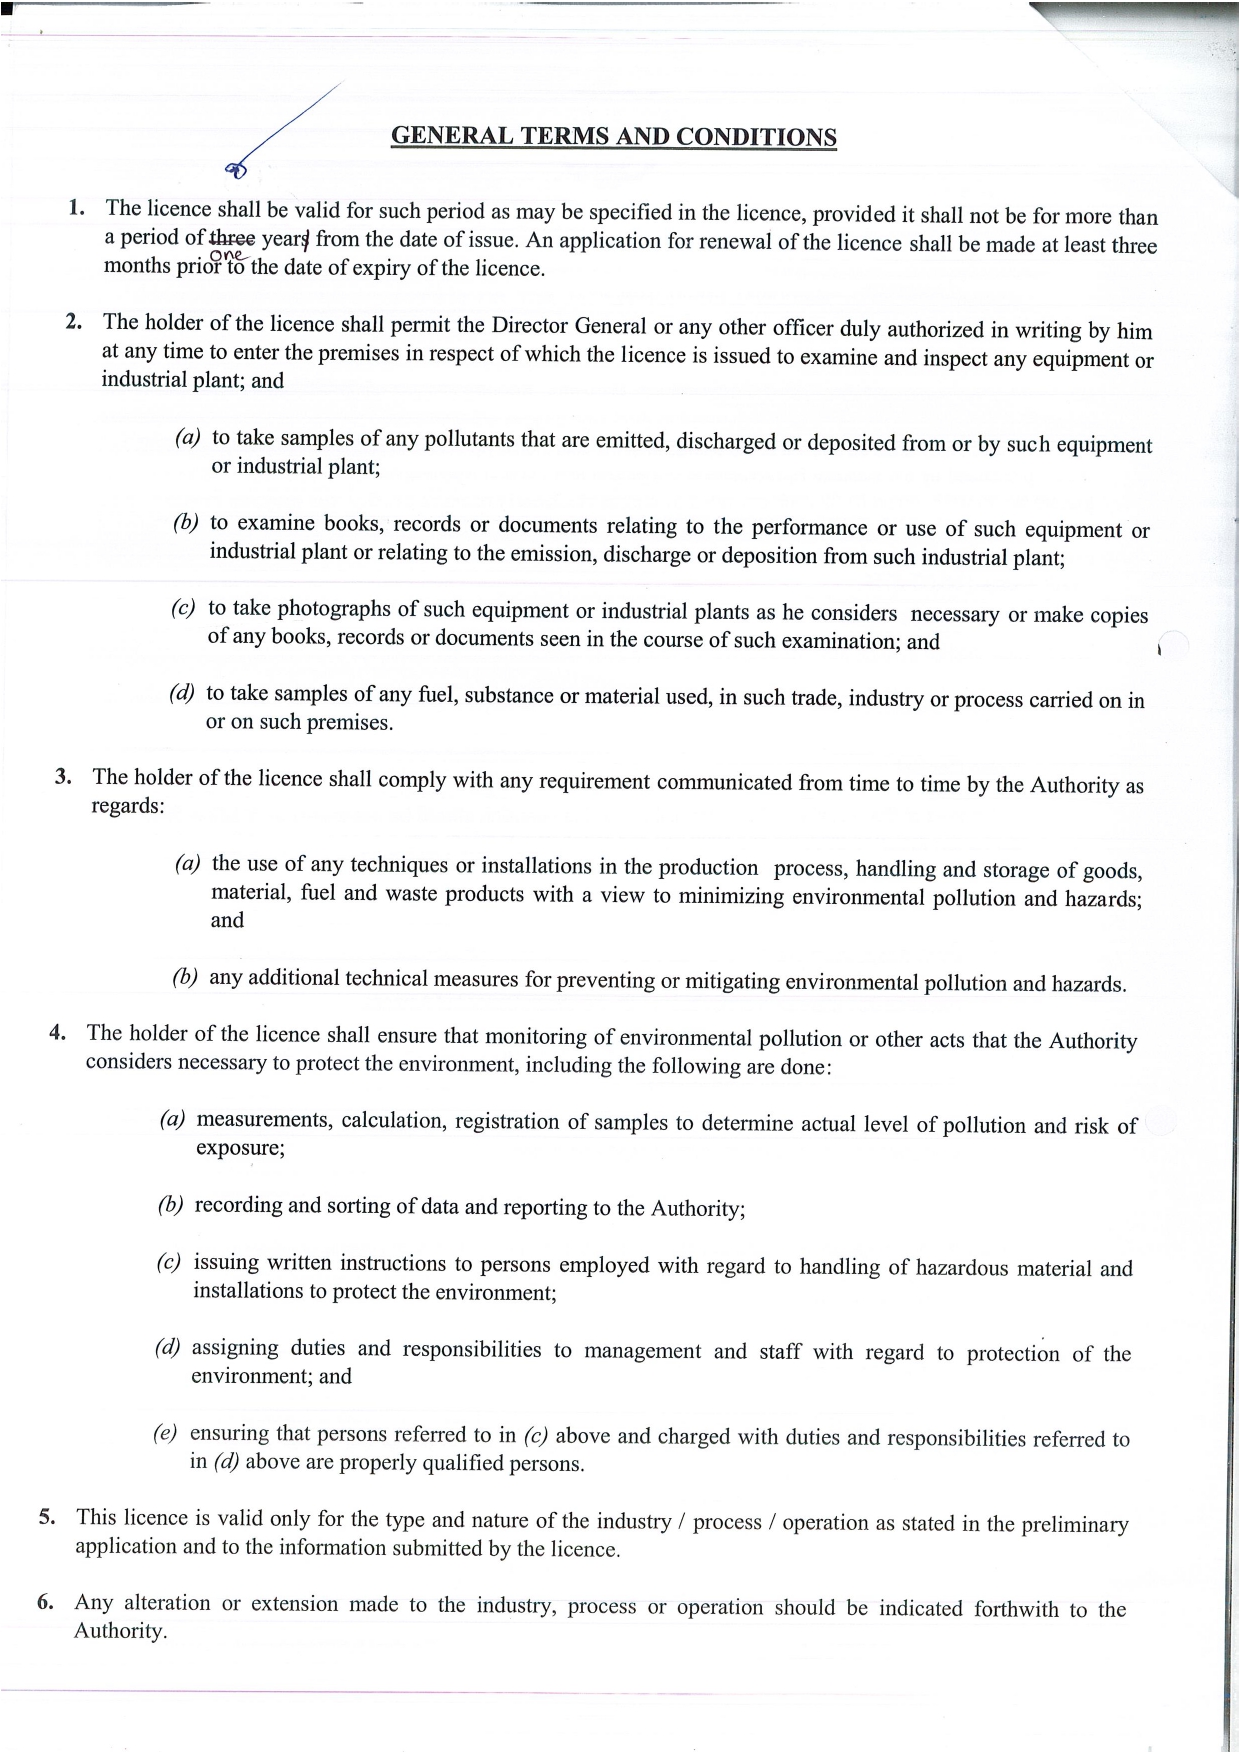 GENERAL TERMS AND CONDITIONS
1. The licence shall be valid for such period as may be specified in the licence, provided it shall not be for more than
a period of three years from the date of issue. An application for renewal of the licence shall be made at least three
one
months prior to the date of expiry of the licence.
2. The holder of the licence shall permit the Director General or any other officer duly authorized in writing by him
at any time to enter the premises in respect of which the licence is issued to examine and inspect any equipment or
industrial plant; and
(a) to take samples of any pollutants that are emitted, discharged or deposited from or by such equipment
or industrial plant;
(b) to examine books, records or documents relating to the performance or use of such equipment or
industrial plant or relating to the emission, discharge or deposition from such industrial plant;
(c) to take photographs of such equipment or industrial plants as he considers necessary or make copies
of any books, records or documents seen in the course of such examination; and
(d) to take samples of any fuel, substance or material used, in such trade, industry or process carried on in
or on such premises.
3. The holder of the licence shall comply with any requirement communicated from time to time by the Authority as
regards:
(a) the use of any techniques or installations in the production process, handling and storage of goods,
material, fuel and waste products with a view to minimizing environmental pollution and hazards;
and
(b) any additional technical measures for preventing or mitigating environmental pollution and hazards.
4. The holder of the licence shall ensure that monitoring of environmental pollution or other acts that the Authority
considers necessary to protect the environment, including the following are done:
(a) measurements, calculation, registration of samples to determine actual level of pollution and risk of
exposure;
(b) recording and sorting of data and reporting to the Authority;
(c) issuing written instructions to persons employed with regard to handling of hazardous material and
installations to protect the environment;
(d) assigning duties and responsibilities to management and staff with regard to protection of the
environment; and
(e) ensuring that persons referred to in (c) above and charged with duties and responsibilities referred to
in (d) above are properly qualified persons.
5. This licence is valid only for the type and nature of the industry / process / operation as stated in the preliminary
application and to the information submitted by the licence.
6. Any alteration or extension made to the industry, process or operation should be indicated forthwith to the
Authority.